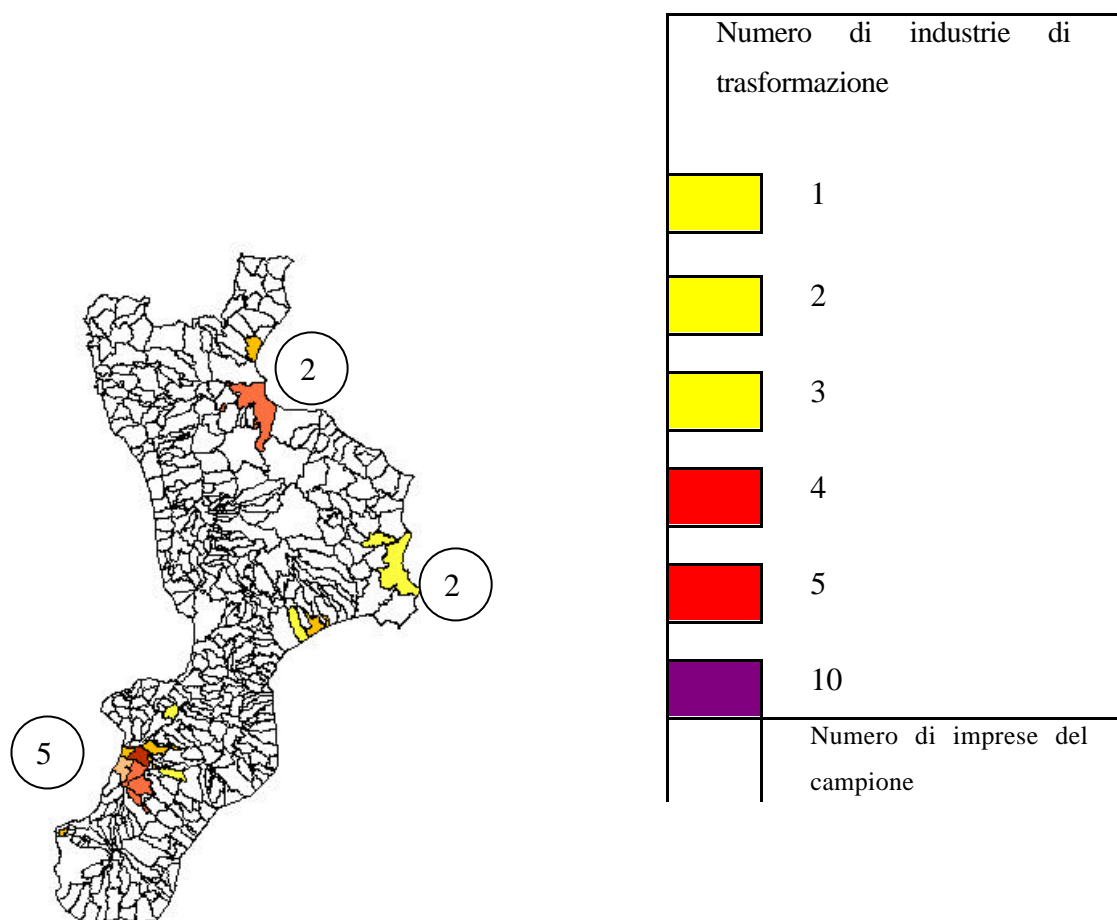 Numero di industrie di
trasformazione
1
2
3
4
5
10
Numero di imprese del
campione
2
2
5